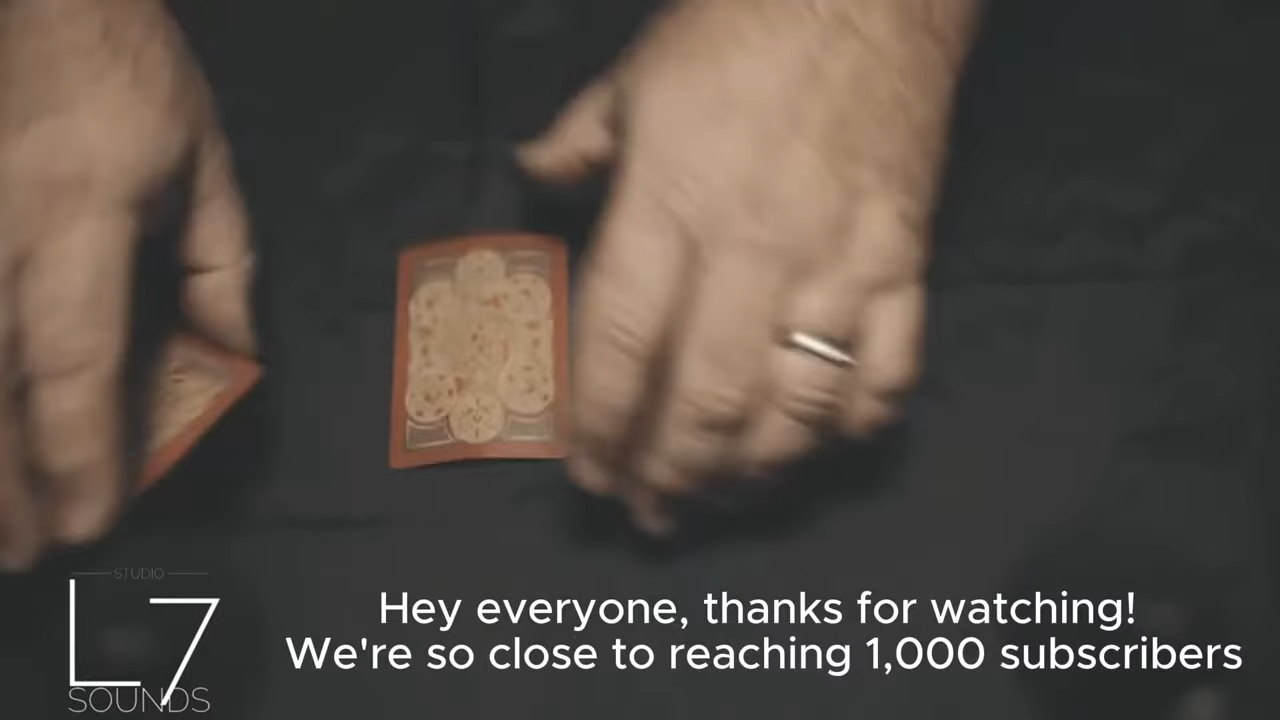 STUDIO
L7
SOUNDS
Hey everyone, thanks for watching!
We're so close to reaching 1,000 subscribers